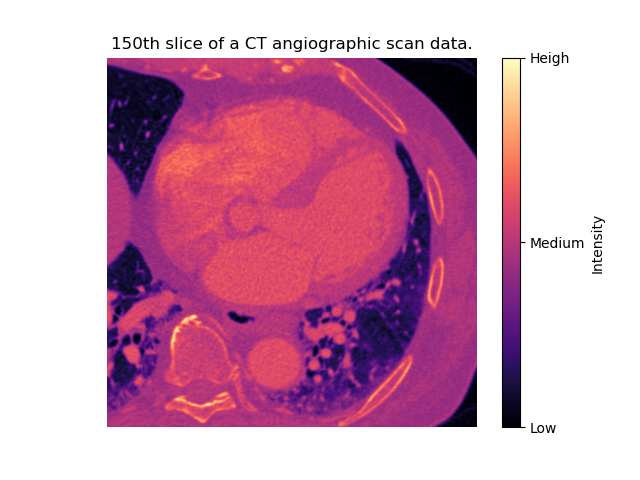 150th slice of a CT angiographic scan data.
Heigh
Medium
Low
Intensity